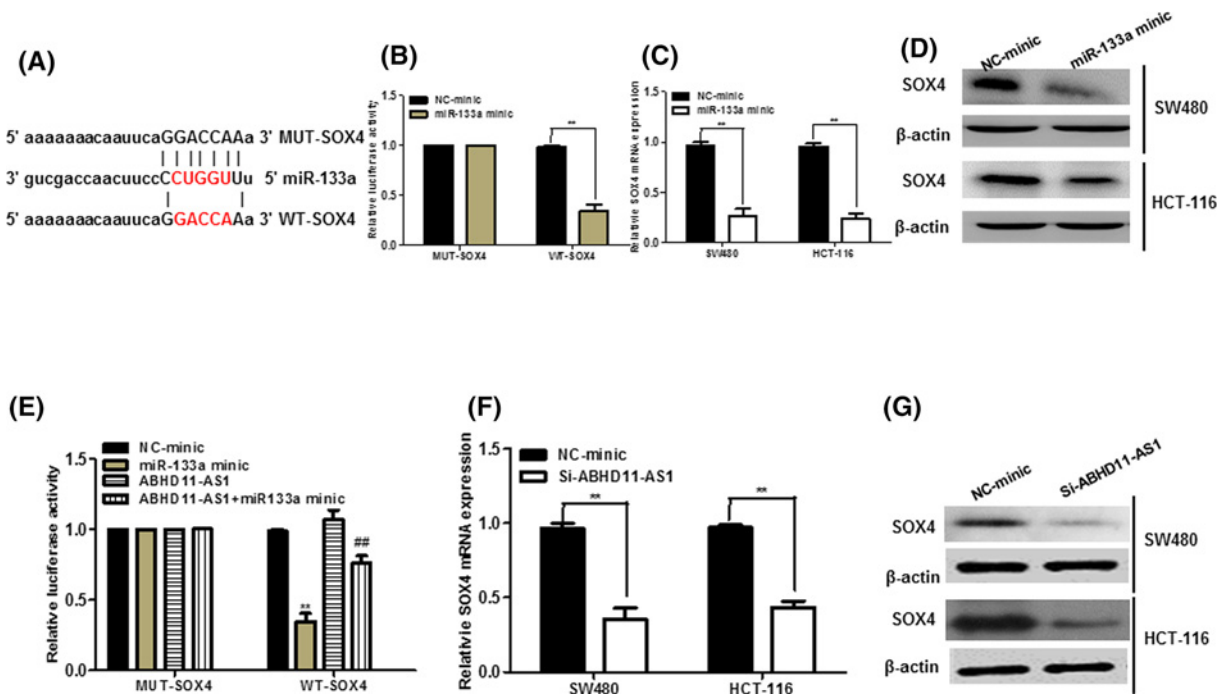 (A)
5' aaaaaaacaauucaGGACCAAa 3' MUT-SOX4
3' gucgaccaacuucccCUGGUUu 5' miR-133a
5' aaaaaaacaauucaGGACCAAa 3' WT-SOX4
(B)
NC-minic
miR-133a minic
Relative luciferase activity
1.5
1.0
0.5
0.0
**
MUT-SOX4
WT-SOX4
(C)
NC-minic
miR-133a minic
Relatvie SOX4 mRNA expression
1.5
1.0
0.5
0.0
**
**
SW480
HCT-116
(D)
NC-minic
miR-133a minic
SOX4
β-actin
SW480
SOX4
β-actin
HCT-116
(E)
NC-minic
miR-133a minic
ABHD11-AS1
ABHD11-AS1+miR133a minic
Relative luciferase activity
1.5
1.0
0.5
0.0
**
##
MUT-SOX4
WT-SOX4
(F)
NC-minic
Si-ABHD11-AS1
Relatvie SOX4 mRNA expression
1.5
1.0
0.5
0.0
**
**
SW480
HCT-116
(G)
NC-minic
Si-ABHD11-AS1
SOX4
β-actin
SW480
SOX4
β-actin
HCT-116